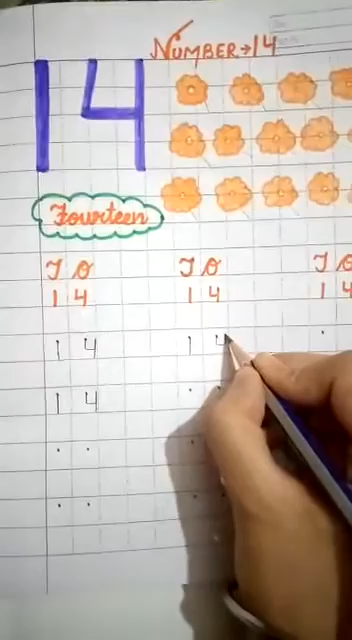 NUMBER→14
14
Fourteen
T O T O T O
1 4 1 4 1 4
1 4 1 4
1 4